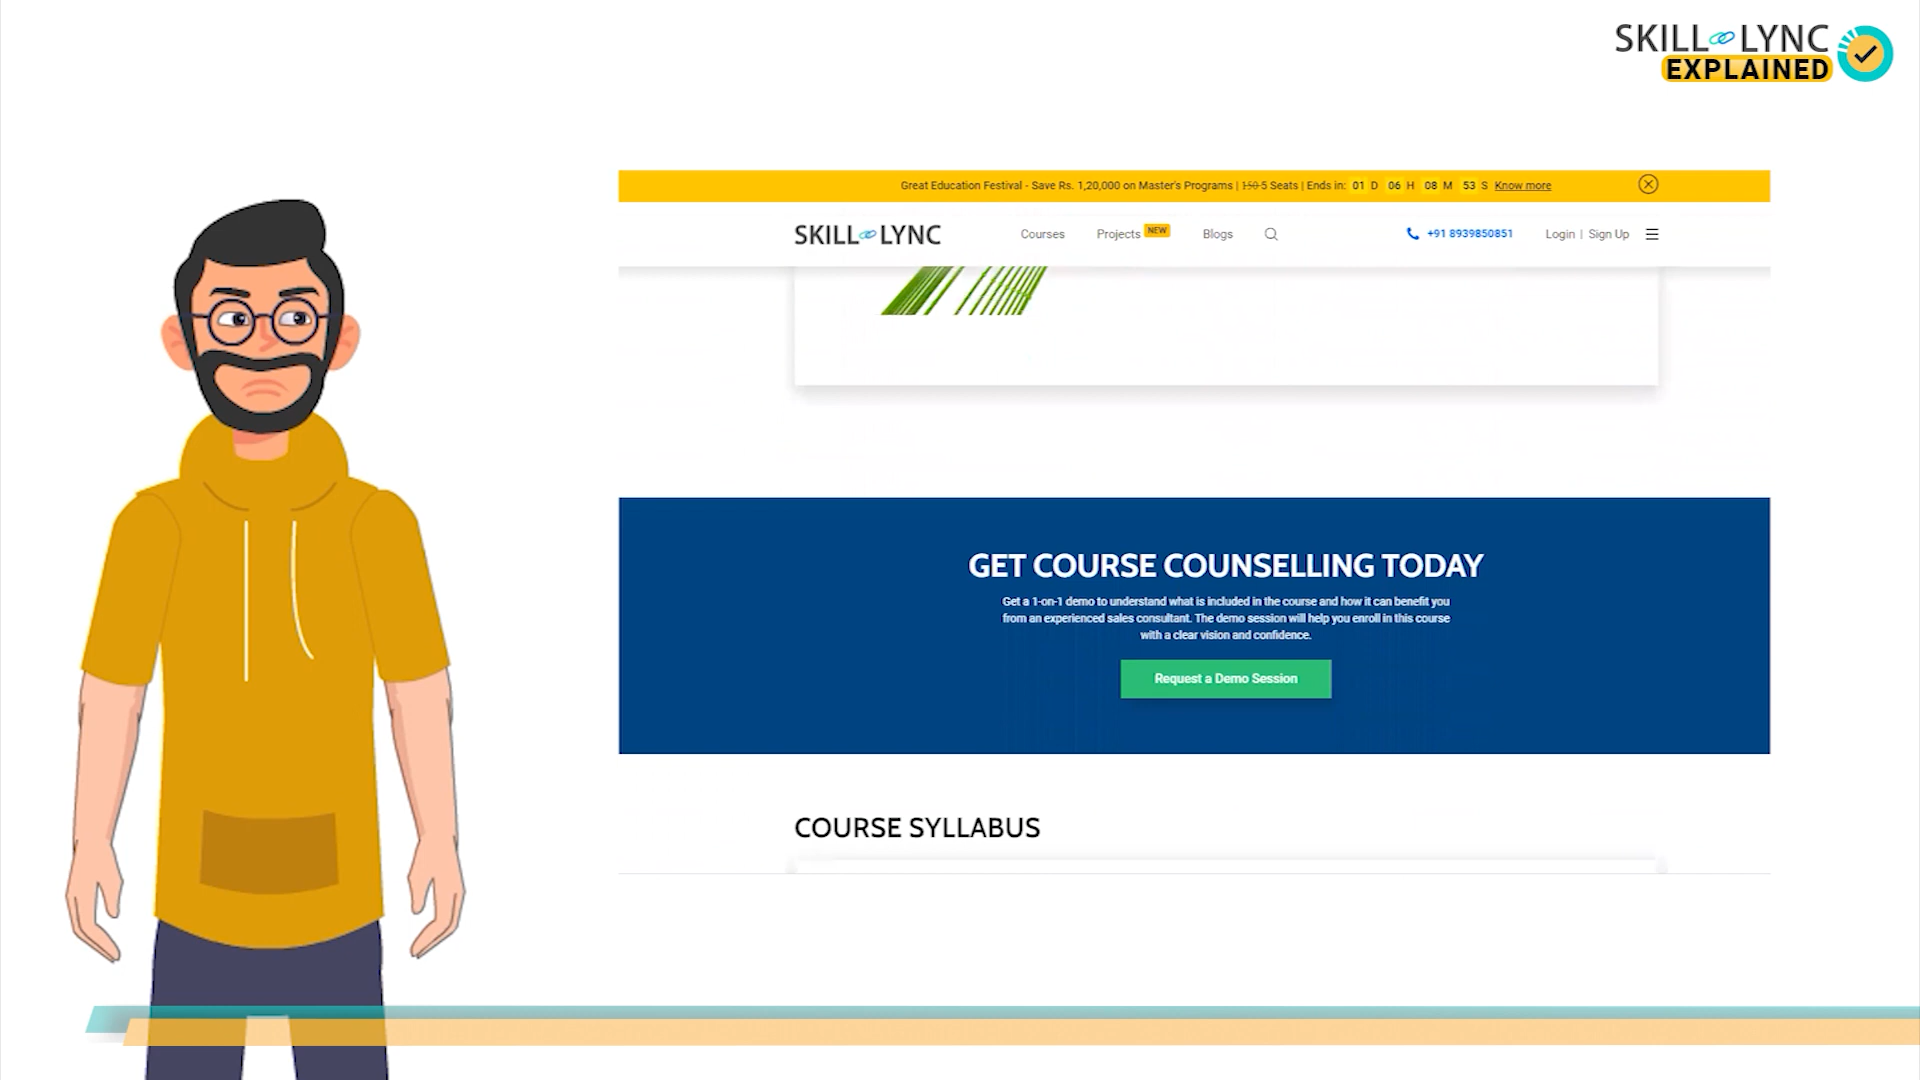 SKILL LYNC
EXPLAINED
Great Education Festival - Save Rs. 1,20,000 on Master's Programs | 150 5 Seats | Ends in: 01 D 06 H 08 M 53 S Know more
SKILL LYNC Courses Projects NEW Blogs +91 8939850851 Login | Sign Up
GET COURSE COUNSELLING TODAY
Get a 1-on-1 demo to understand what is included in the course and how it can benefit you
from an experienced sales consultant. The demo session will help you enroll in this course
with a clear vision and confidence.
Request a Demo Session
COURSE SYLLABUS